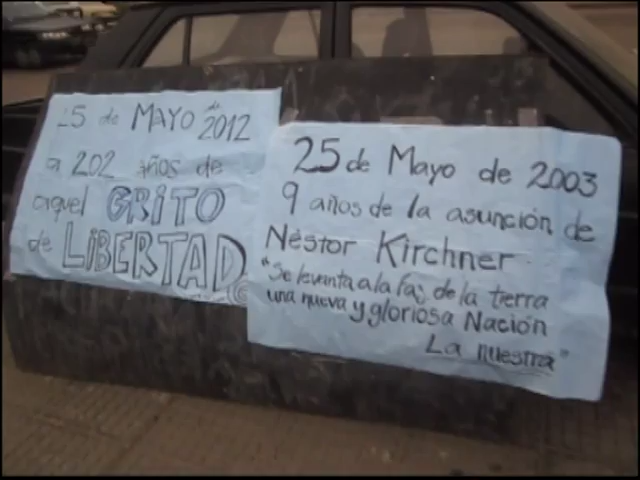 25 de MAYO de 2012
a 202 años de
aquel GRITO
de LIBERTAD
25 de Mayo de 2003
9 años de la asunción de
Néstor Kirchner
"Se levanta a la faz de la tierra
una nueva y gloriosa Nación
La nuestra"